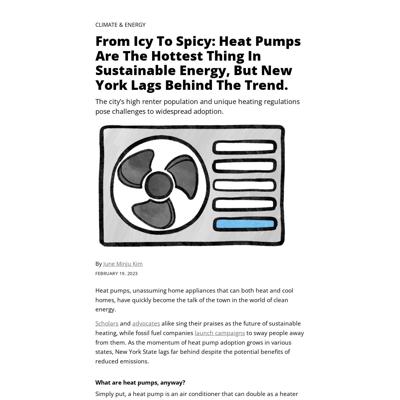 CLIMATE & ENERGY
From Icy To Spicy: Heat Pumps
Are The Hottest Thing In
Sustainable Energy, But New
York Lags Behind The Trend.
The city's high renter population and unique heating regulations
pose challenges to widespread adoption.
By June Minju Kim
FEBRUARY 19, 2023
Heat pumps, unassuming home appliances that can both heat and cool
homes, have quickly become the talk of the town in the world of clean
energy.
Scholars and advocates alike sing their praises as the future of sustainable
heating, while fossil fuel companies launch campaigns to sway people away
from them. As the momentum of heat pump adoption grows in various
states, New York State lags far behind despite the potential benefits of
reduced emissions.
What are heat pumps, anyway?
Simply put, a heat pump is an air conditioner that can double as a heater